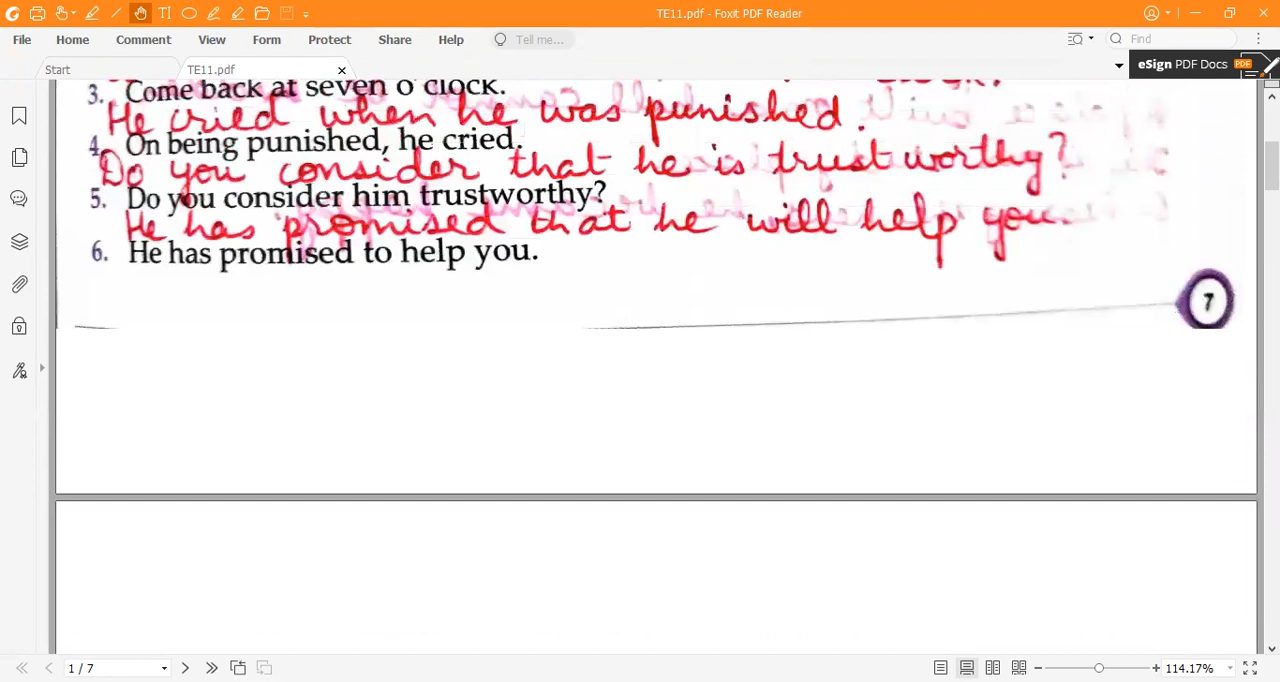 TE11.pdf - Foxit PDF Reader
File Home Comment View Form Protect Share Help Tell me... Find
Start TE11.pdf eSign PDF Docs PDF
3. Come back at seven o'clock.
He cried when he was punished.
4. On being punished, he cried.
Do you consider that he is trustworthy?
5. Do you consider him trustworthy?
He has promised that he will help you.
6. He has promised to help you.
7
1 / 7 114.17%